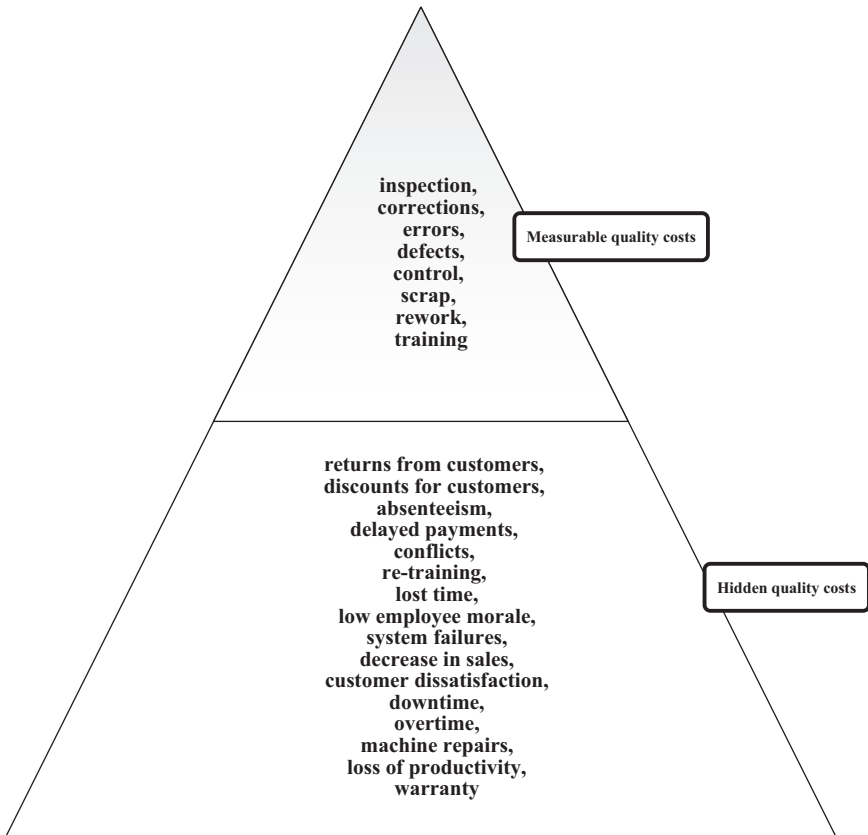 inspection,
corrections,
errors,
defects,
control,
scrap,
rework,
training
Measurable quality costs
returns from customers,
discounts for customers,
absenteeism,
delayed payments,
conflicts,
re-training,
lost time,
low employee morale,
system failures,
decrease in sales,
customer dissatisfaction,
downtime,
overtime,
machine repairs,
loss of productivity,
warranty
Hidden quality costs